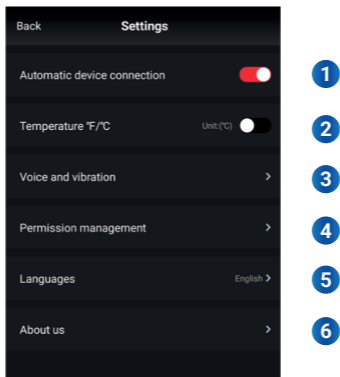 Back Settings
Automatic device connection 1
Temperature °F/°C Unit:(°C) 2
Voice and vibration > 3
Permission management > 4
Languages English > 5
About us > 6